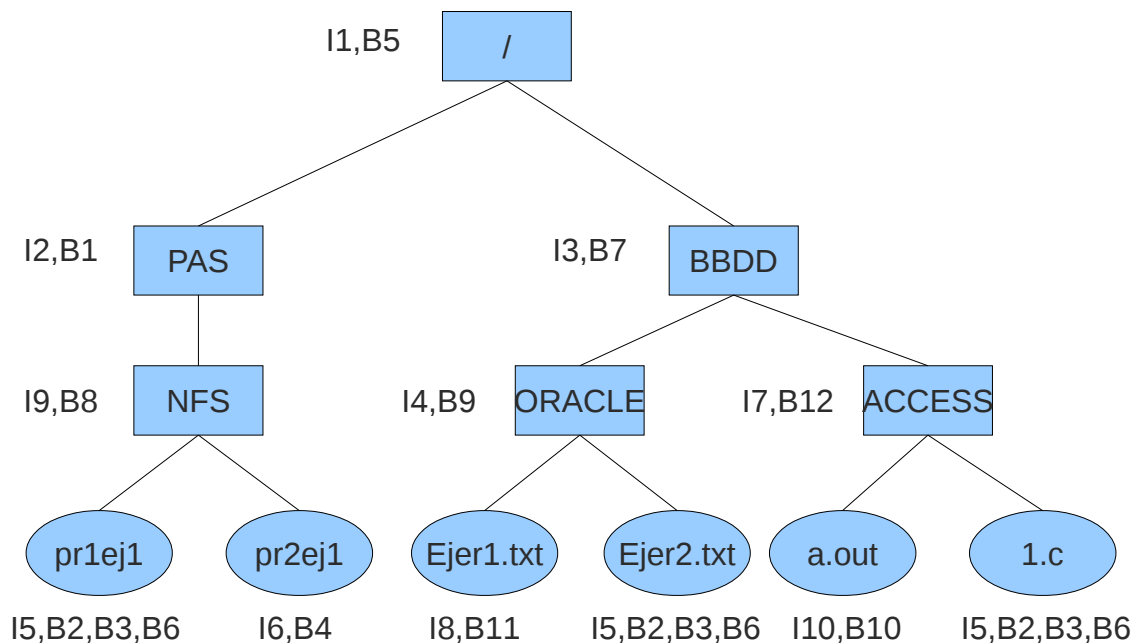 I1,B5 /
I2,B1 PAS I3,B7 BBDD
I9,B8 NFS I4,B9 ORACLE I7,B12 ACCESS
pr1ej1 pr2ej1 Ejer1.txt Ejer2.txt a.out 1.c
I5,B2,B3,B6 I6,B4 I8,B11 I5,B2,B3,B6 I10,B10 I5,B2,B3,B6